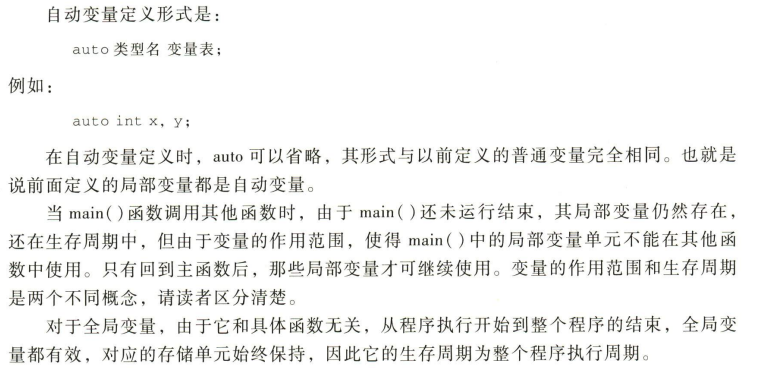 自动变量定义形式是：
auto 类型名 变量表；
例如：
auto int x, y;
在自动变量定义时，auto 可以省略，其形式与以前定义的普通变量完全相同。也就是
说前面定义的局部变量都是自动变量。
当 main( )函数调用其他函数时，由于 main( )还未运行结束，其局部变量仍然存在，
还在生存周期中，但由于变量的作用范围，使得 main( )中的局部变量单元不能在其他函
数中使用。只有回到主函数后，那些局部变量才可继续使用。变量的作用范围和生存周期
是两个不同概念，请读者区分清楚。
对于全局变量，由于它和具体函数无关，从程序执行开始到整个程序的结束，全局变
量都有效，对应的存储单元始终保持，因此它的生存周期为整个程序执行周期。